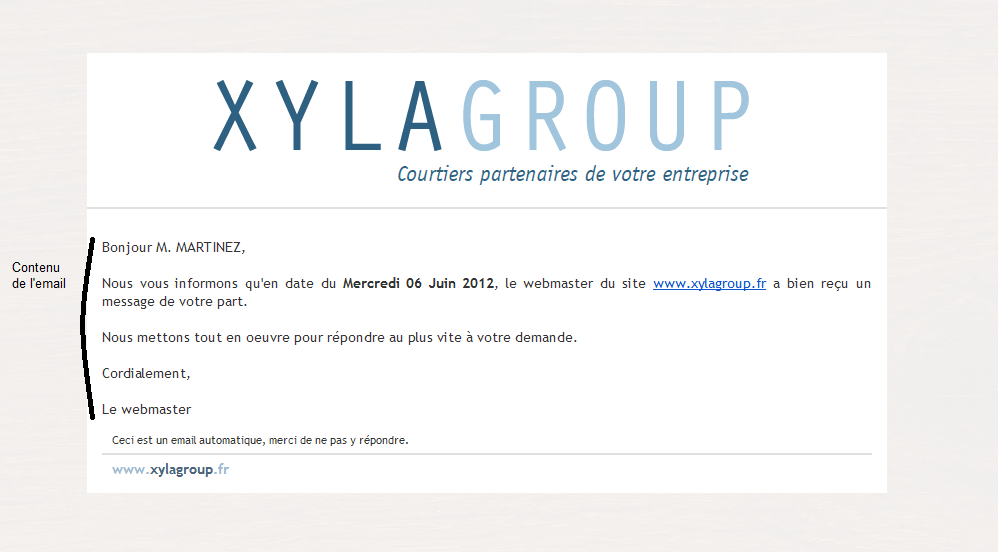 XYLAGROUP
Courtiers partenaires de votre entreprise
Contenu
de l'email
Bonjour M. MARTINEZ,
Nous vous informons qu'en date du Mercredi 06 Juin 2012, le webmaster du site www.xylagroup.fr a bien reçu un
message de votre part.
Nous mettons tout en oeuvre pour répondre au plus vite à votre demande.
Cordialement,
Le webmaster
Ceci est un email automatique, merci de ne pas y répondre.
www.xylagroup.fr